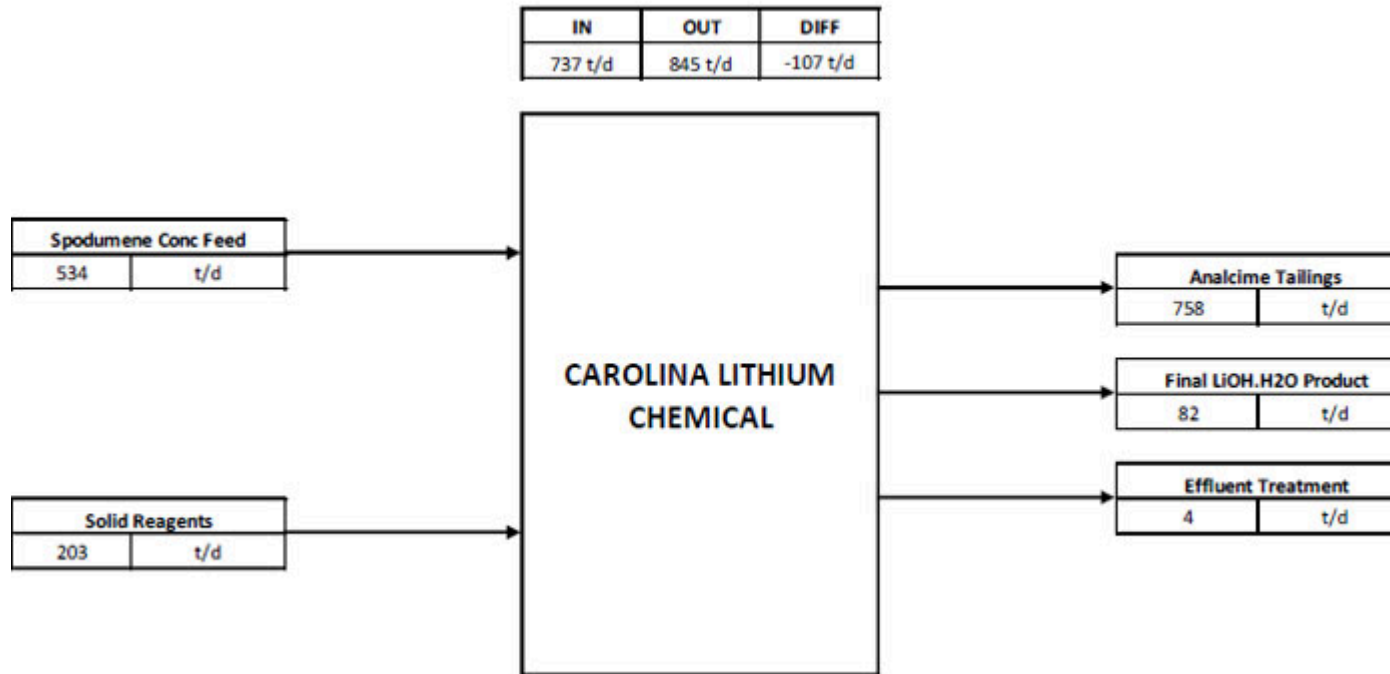 IN OUT DIFF
737 t/d 845 t/d -107 t/d
Spodumene Conc Feed
534 t/d
Solid Reagents
203 t/d
CAROLINA LITHIUM
CHEMICAL
Analcime Tailings
758 t/d
Final LiOH.H2O Product
82 t/d
Effluent Treatment
4 t/d